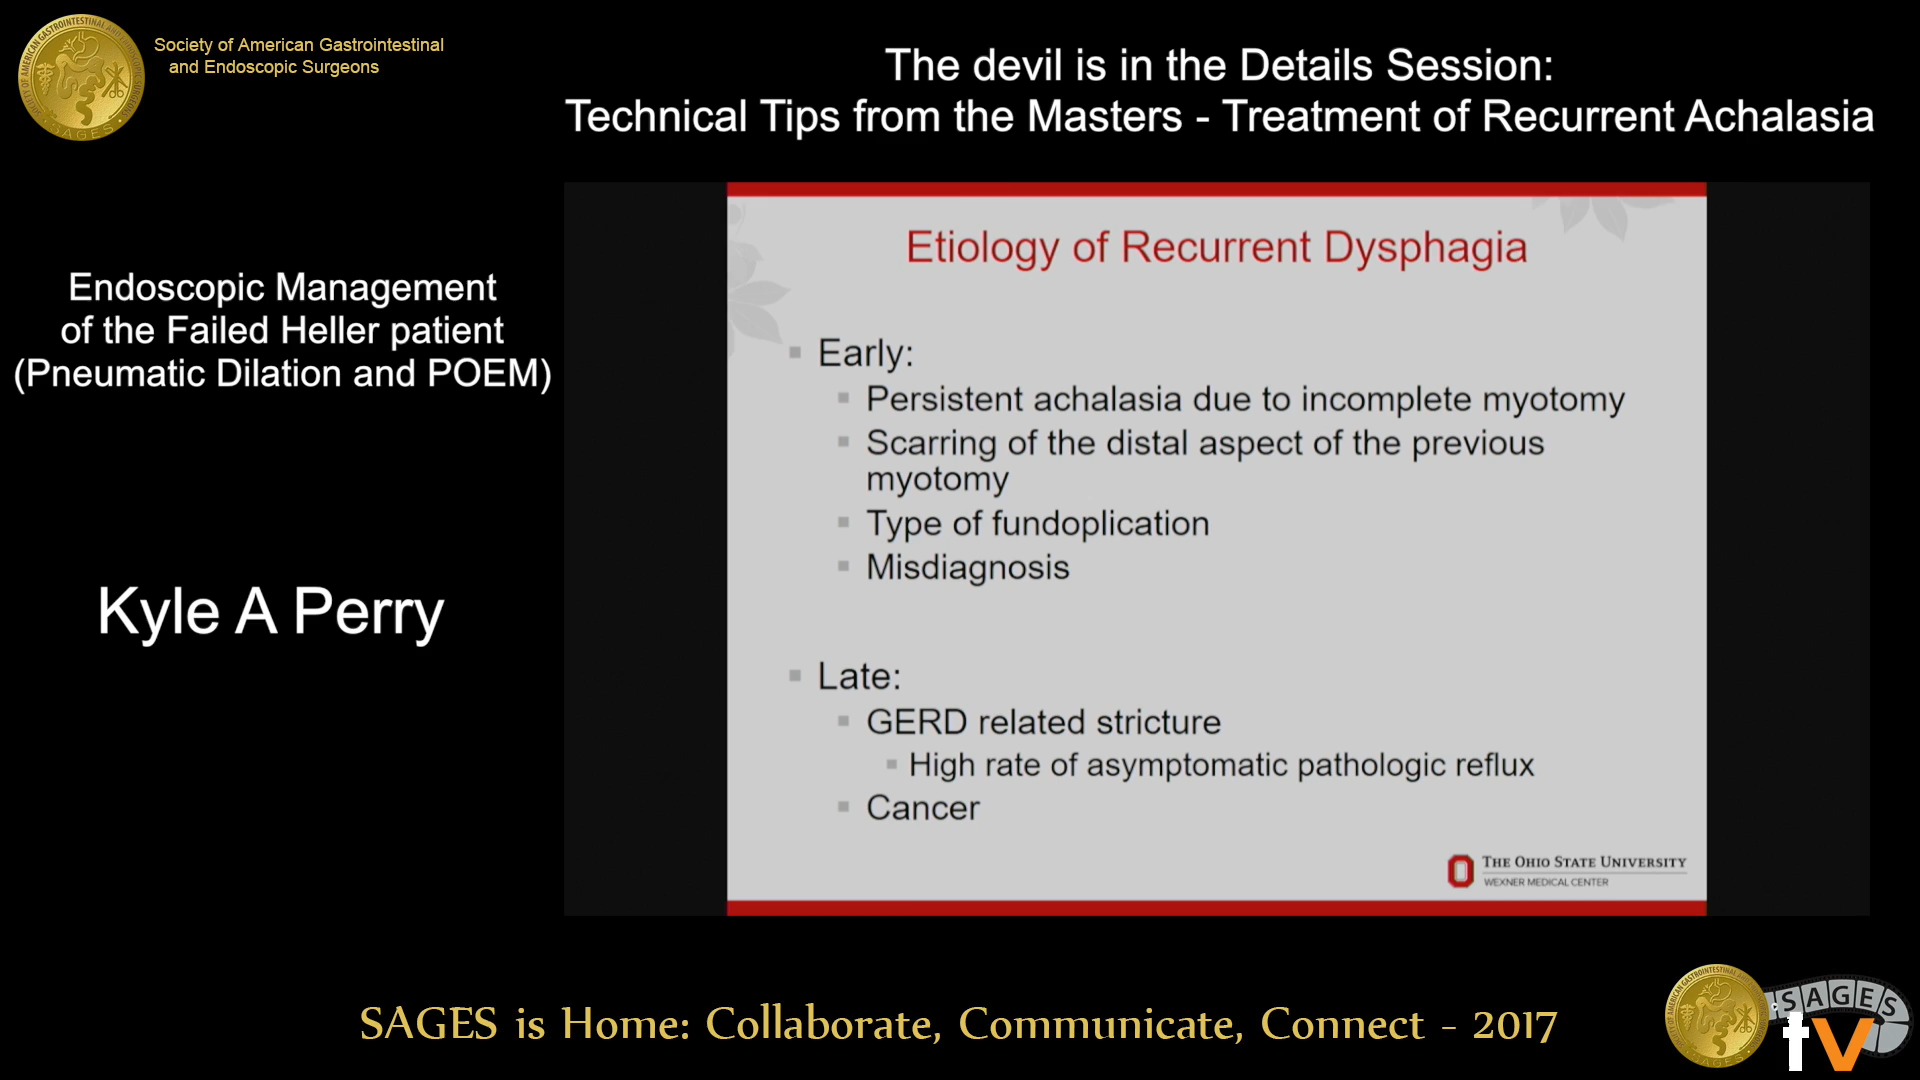 Society of American Gastrointestinal
and Endoscopic Surgeons
The devil is in the Details Session:
Technical Tips from the Masters - Treatment of Recurrent Achalasia
Endoscopic Management
of the Failed Heller patient
(Pneumatic Dilation and POEM)
Kyle A Perry
Etiology of Recurrent Dysphagia
Early:
Persistent achalasia due to incomplete myotomy
Scarring of the distal aspect of the previous
myotomy
Type of fundoplication
Misdiagnosis
Late:
GERD related stricture
High rate of asymptomatic pathologic reflux
Cancer
THE OHIO STATE UNIVERSITY
WEXNER MEDICAL CENTER
SAGES is Home: Collaborate, Communicate, Connect - 2017
SAGES
tv